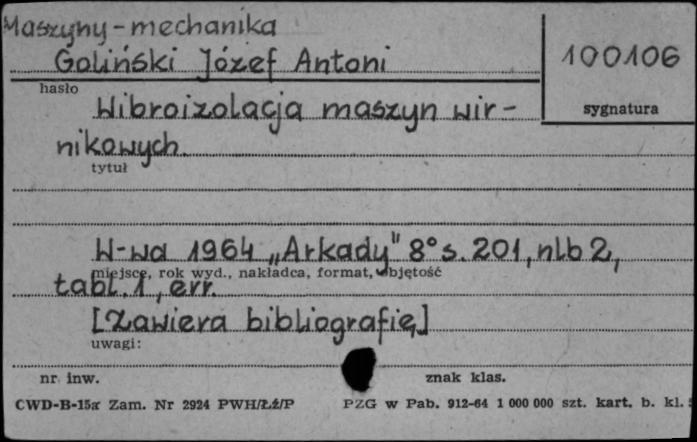 Maszyny-mechanika
Goliński Józef Antoni
100106
hasło
sygnatura
Wibroizolacja maszyn wir-
nikowych.
tytuł
W-wa 1964 „Arkady" 8° s. 201, nlb 2,
miejsce, rok wyd., nakładca, format, objętość
tabl. 1, err.
[Zawiera bibliografię]
uwagi:
nr inw.
znak klas.
CWD-B-15a Zam. Nr 2924 PWH/Łż/P
PZG w Pab. 912-64 1 000 000 szt. kart. b. kl.